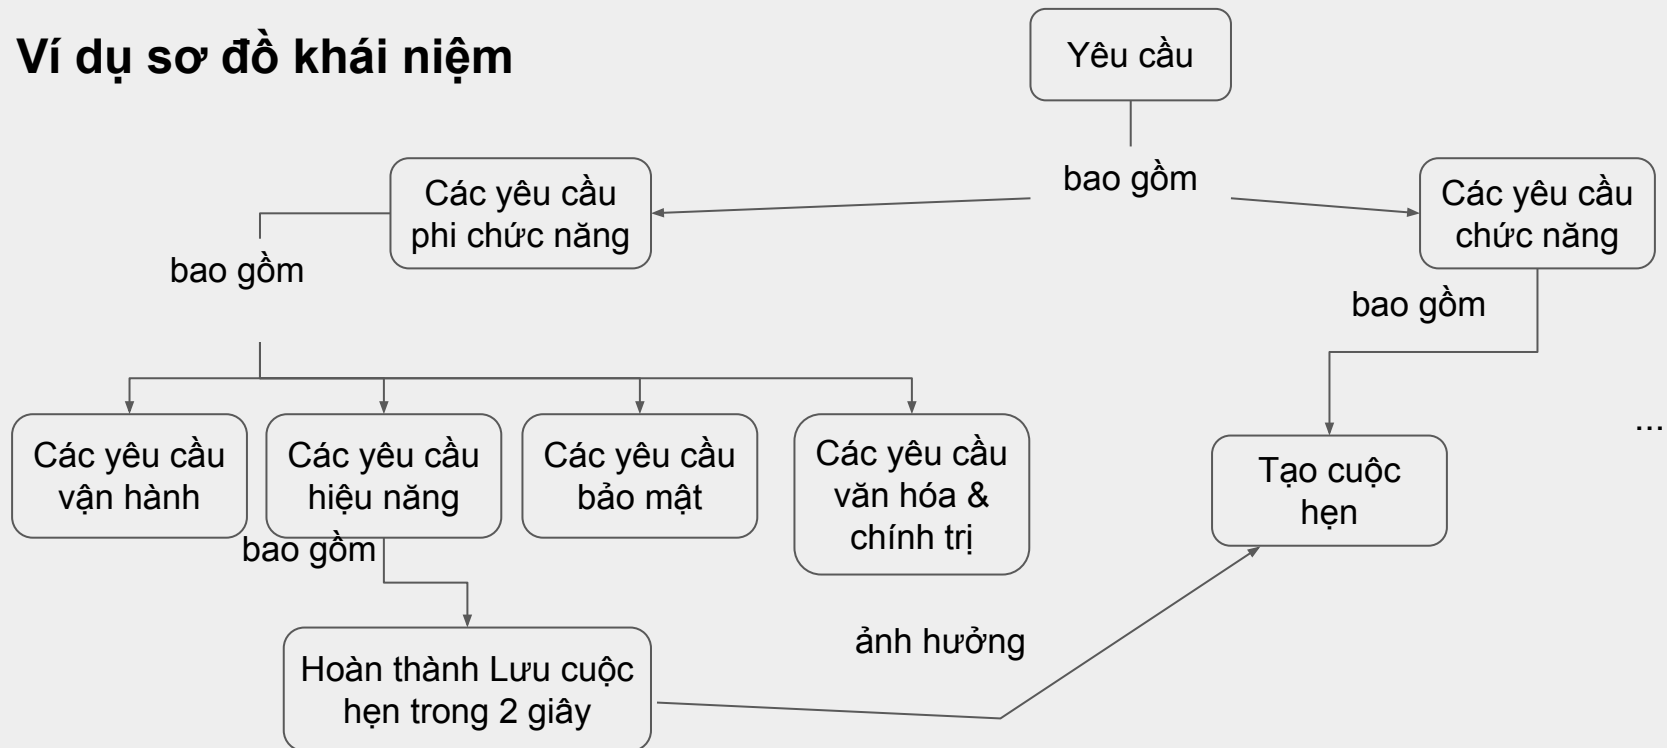 Ví dụ sơ đồ khái niệm
Yêu cầu
bao gồm
Các yêu cầu
phi chức năng
Các yêu cầu
chức năng
bao gồm
bao gồm
Các yêu cầu
vận hành
Các yêu cầu
hiệu năng
Các yêu cầu
bảo mật
Các yêu cầu
văn hóa &
chính trị
...
Tạo cuộc
hẹn
bao gồm
ảnh hưởng
Hoàn thành Lưu cuộc
hẹn trong 2 giây